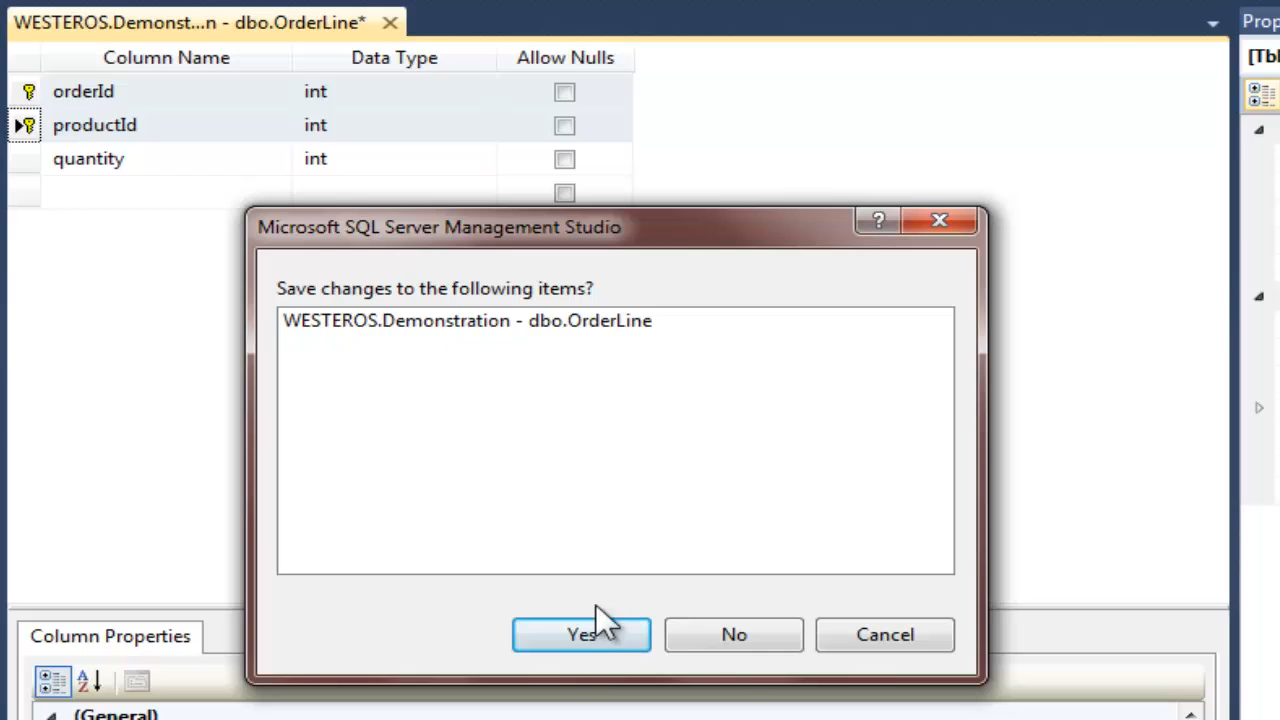 WESTEROS.Demonst...n - dbo.OrderLine*
Prop
Column Name Data Type Allow Nulls
[Tbl
orderId int
productId int
quantity int
Microsoft SQL Server Management Studio
?
Save changes to the following items?
WESTEROS.Demonstration - dbo.OrderLine
Yes No Cancel
Column Properties
A
Z
(General)